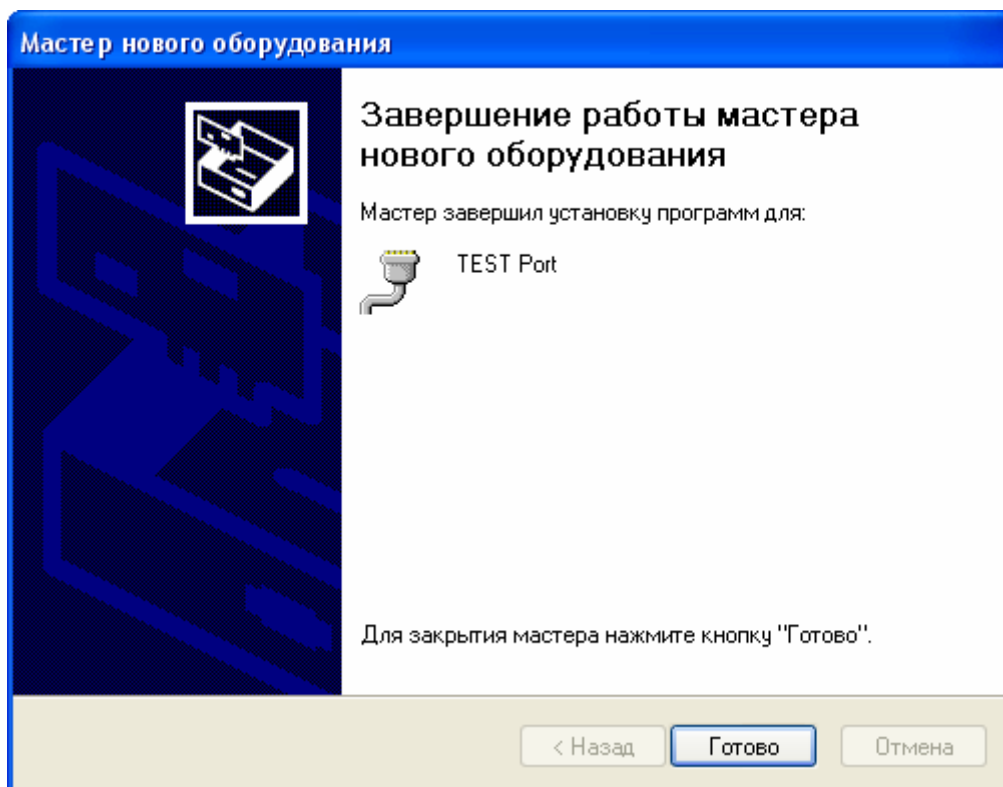 Мастер нового оборудования
Завершение работы мастера
нового оборудования
Мастер завершил установку программ для:
TEST Port
Для закрытия мастера нажмите кнопку "Готово".
< Назад
Готово
Отмена